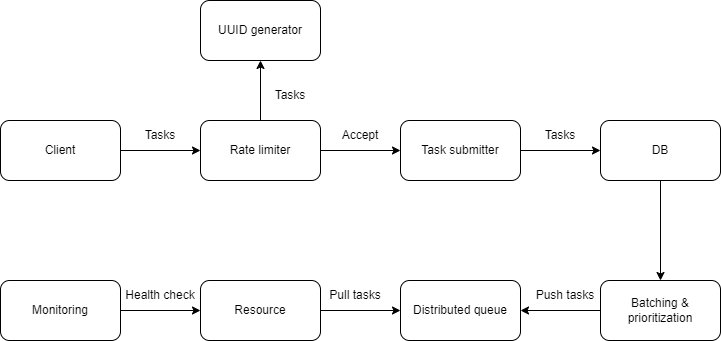 UUID generator
Tasks
Client
Tasks
Rate limiter
Accept
Task submitter
Tasks
DB
Monitoring
Health check
Resource
Pull tasks
Distributed queue
Push tasks
Batching &
prioritization